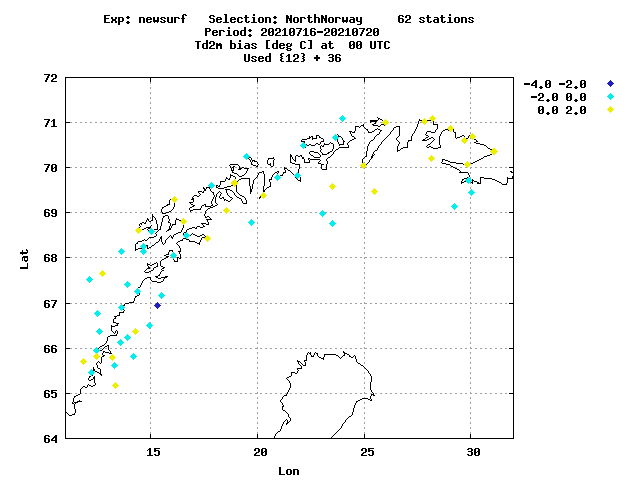 Exp: newsurf   Selection: NorthNorway     62 stations
Period: 20210716-20210720
Td2m bias [deg C] at  00 UTC
Used {12} + 36
72
71
70
69
68
67
66
65
64
15
20
25
30
Lat
Lon
-4.0 -2.0
-2.0 0.0
0.0 2.0